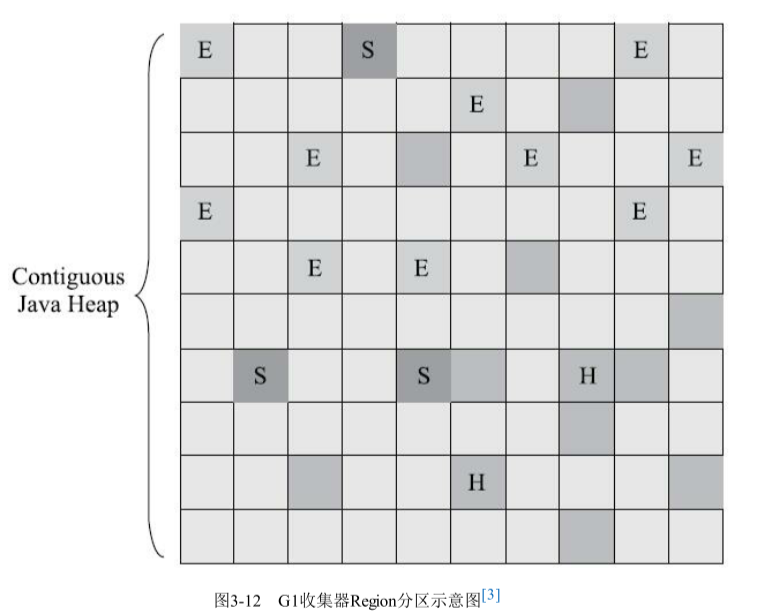 E S E
E
E E E
E E
Contiguous
Java Heap
E E
S S H
H
图3-12 G1收集器Region分区示意图[3]